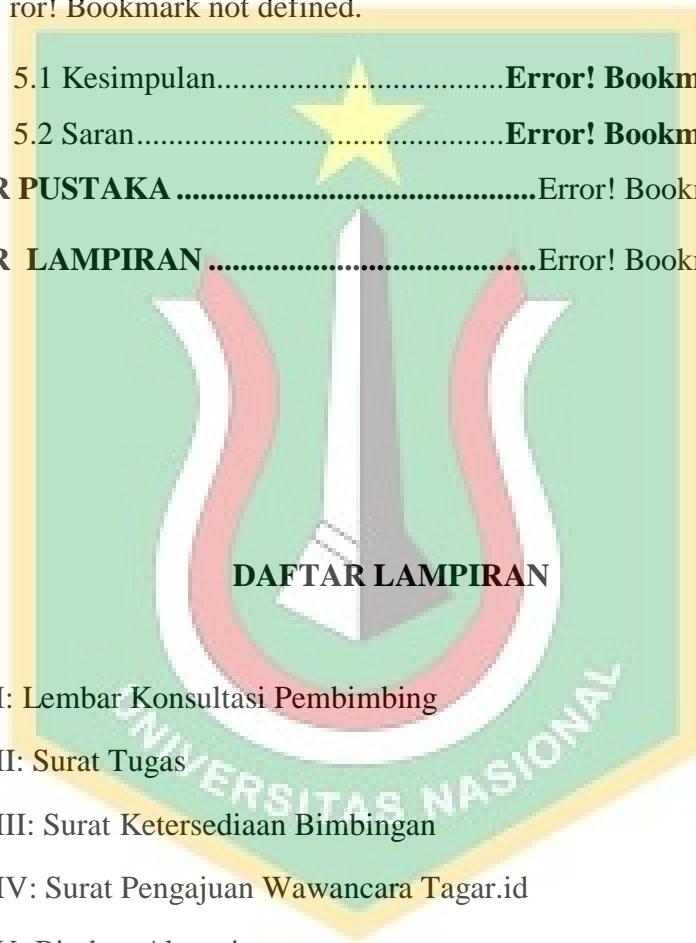 ror! Bookmark not defined.
5.1 Kesimpulan..................................Error! Bookm
5.2 Saran...........................................Error! Bookm
R PUSTAKA ..........................................Error! Book
R LAMPIRAN ......................................Error! Book
DAFTAR LAMPIRAN
I: Lembar Konsultasi Pembimbing
II: Surat Tugas
III: Surat Ketersediaan Bimbingan
IV: Surat Pengajuan Wawancara Tagar.id
UNIVERSITAS NASIONAL